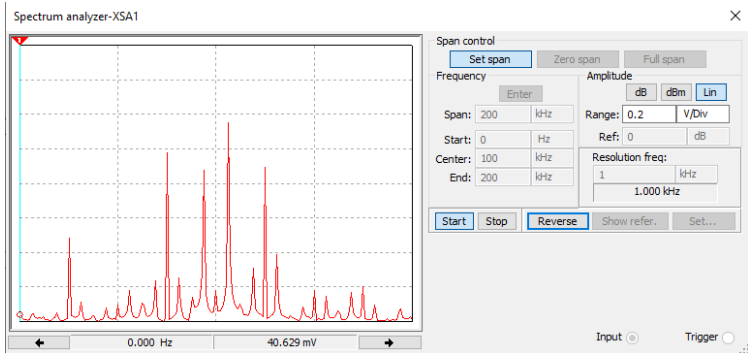 Spectrum analyzer-XSA1
1
0.000 Hz 40.629 mV
Span control
Set span Zero span Full span
Frequency
Enter
Span: 200 kHz
Start: 0 Hz
Center: 100 kHz
End: 200 kHz
Amplitude
dB dBm Lin
Range: 0.2 V/Div
Ref: 0 dB
Resolution freq:
1 kHz
1.000 kHz
Start Stop Reverse Show refer. Set...
Input Trigger